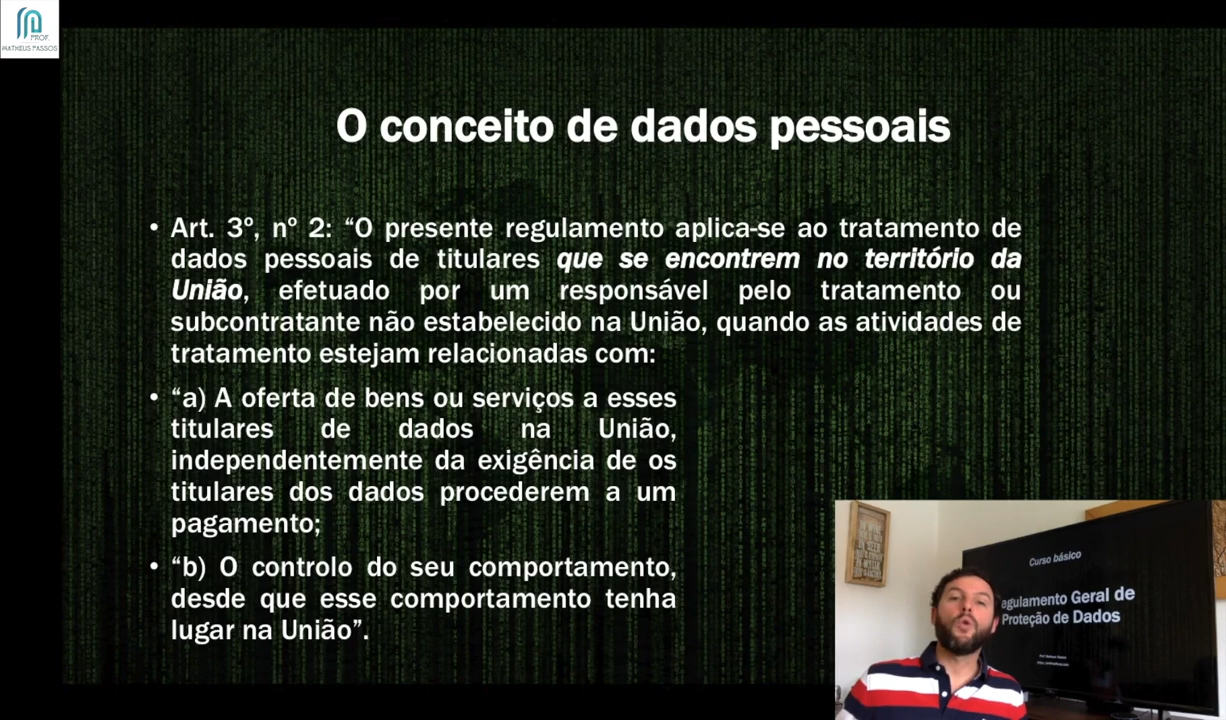 PROF.
MATHEUS PASSOS
O conceito de dados pessoais
• Art. 3º, nº 2: “O presente regulamento aplica-se ao tratamento de
dados pessoais de titulares que se encontrem no território da
União, efetuado por um responsável pelo tratamento ou
subcontratante não estabelecido na União, quando as atividades de
tratamento estejam relacionadas com:
• “a) A oferta de bens ou serviços a esses
titulares de dados na União,
independentemente da exigência de os
titulares dos dados procederem a um
pagamento;
• “b) O controlo do seu comportamento,
desde que esse comportamento tenha
lugar na União”.
Curso básico
egulamento Geral de
Proteção de Dados